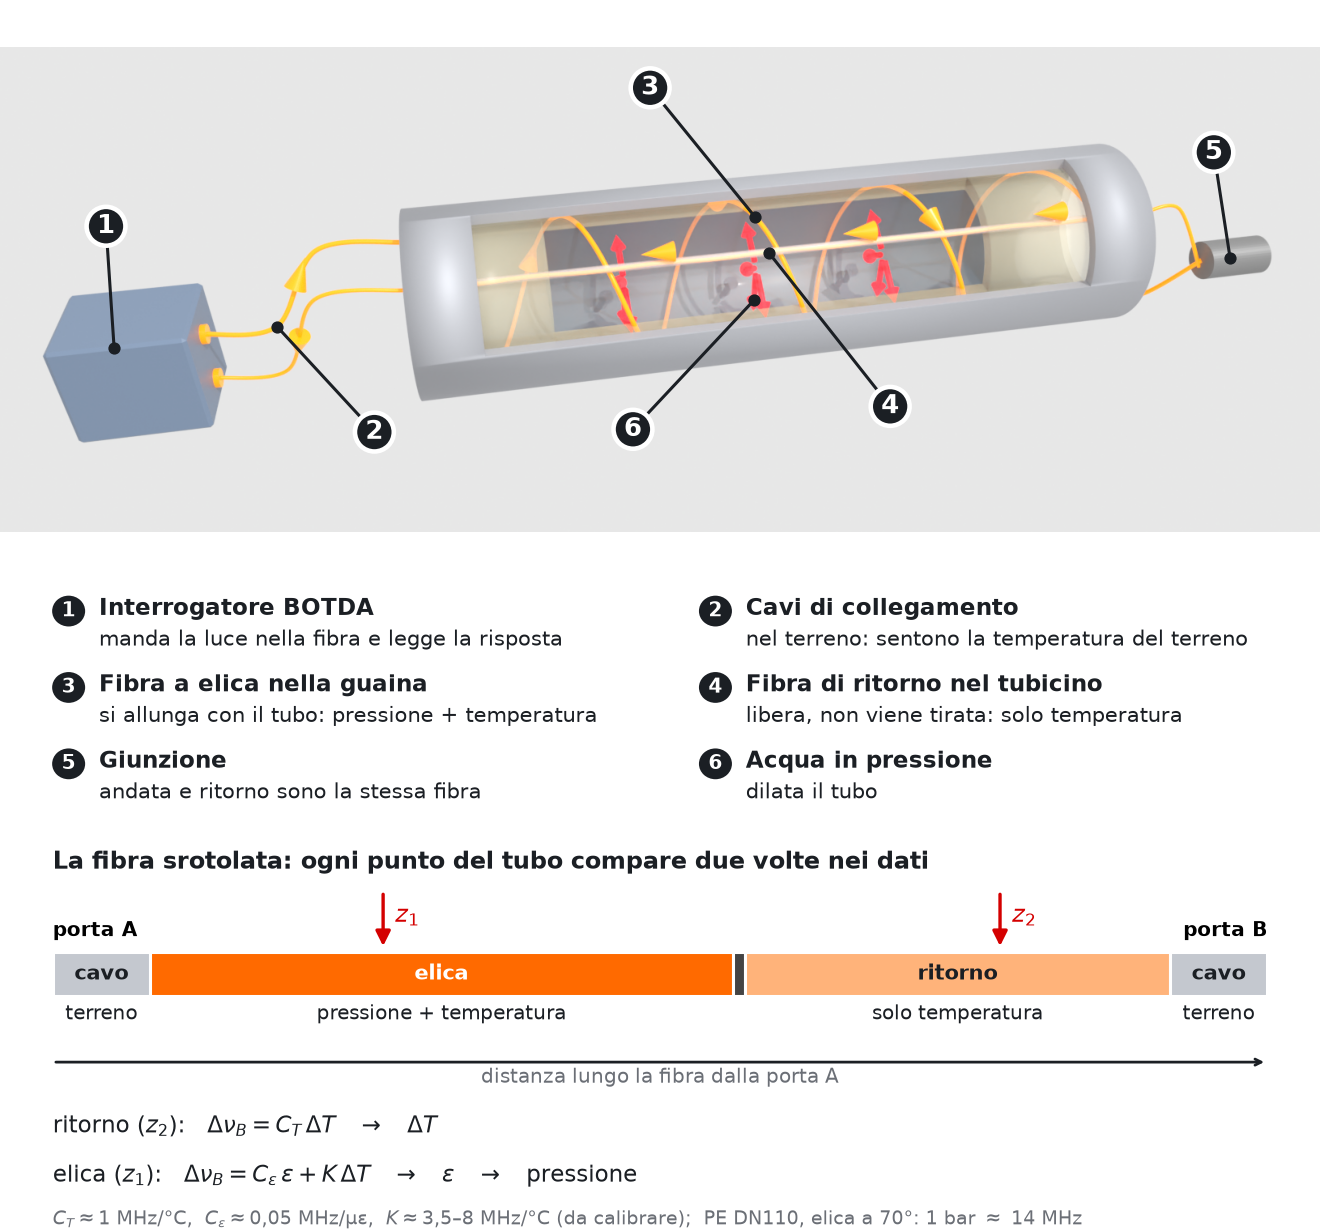 3
5
1
2
6
4
1 Interrogatore BOTDA
manda la luce nella fibra e legge la risposta
2 Cavi di collegamento
nel terreno: sentono la temperatura del terreno
3 Fibra a elica nella guaina
si allunga con il tubo: pressione + temperatura
4 Fibra di ritorno nel tubicino
libera, non viene tirata: solo temperatura
5 Giunzione
andata e ritorno sono la stessa fibra
6 Acqua in pressione
dilata il tubo
La fibra srotolata: ogni punto del tubo compare due volte nei dati
z₁ z₂
porta A porta B
cavo elica ritorno cavo
terreno pressione + temperatura solo temperatura terreno
distanza lungo la fibra dalla porta A
ritorno (z₂): Δν_B = C_T ΔT → ΔT
elica (z₁): Δν_B = C_ε ε + K ΔT → ε → pressione
C_T ≈ 1 MHz/°C, C_ε ≈ 0,05 MHz/με, K ≈ 3,5–8 MHz/°C (da calibrare); PE DN110, elica a 70°: 1 bar ≈ 14 MHz